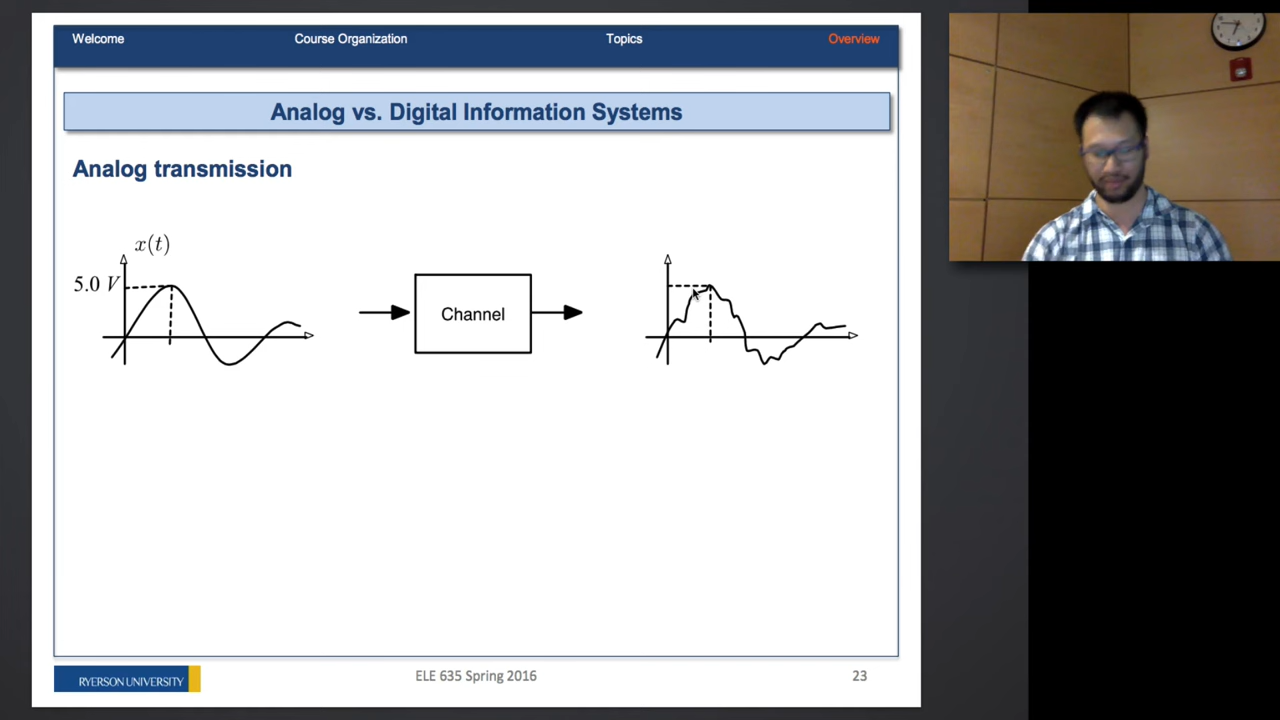 Welcome Course Organization Topics Overview
Analog vs. Digital Information Systems
Analog transmission
x(t)
5.0 V
Channel
RYERSON UNIVERSITY ELE 635 Spring 2016 23